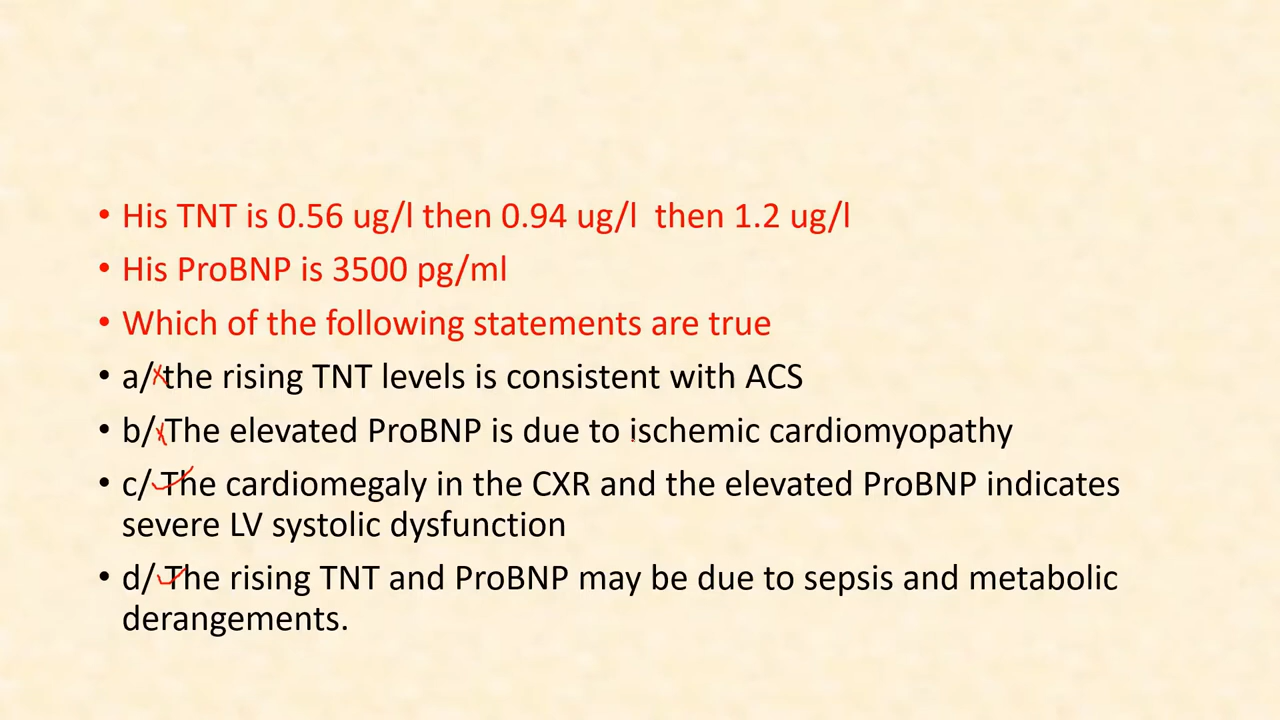 • His TNT is 0.56 ug/l then 0.94 ug/l then 1.2 ug/l
• His ProBNP is 3500 pg/ml
• Which of the following statements are true
• a/ the rising TNT levels is consistent with ACS
• b/ The elevated ProBNP is due to ischemic cardiomyopathy
• c/ The cardiomegaly in the CXR and the elevated ProBNP indicates
severe LV systolic dysfunction
• d/ The rising TNT and ProBNP may be due to sepsis and metabolic
derangements.